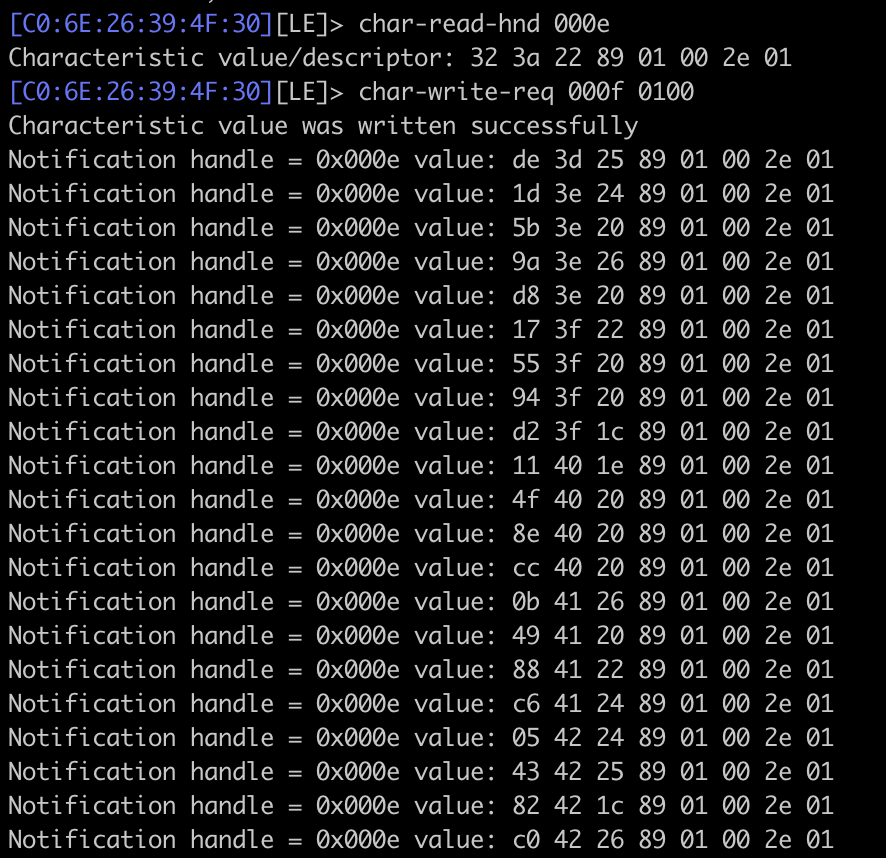 [C0:6E:26:39:4F:30][LE]> char-read-hnd 000e
Characteristic value/descriptor: 32 3a 22 89 01 00 2e 01
[C0:6E:26:39:4F:30][LE]> char-write-req 000f 0100
Characteristic value was written successfully
Notification handle = 0x000e value: de 3d 25 89 01 00 2e 01
Notification handle = 0x000e value: 1d 3e 24 89 01 00 2e 01
Notification handle = 0x000e value: 5b 3e 20 89 01 00 2e 01
Notification handle = 0x000e value: 9a 3e 26 89 01 00 2e 01
Notification handle = 0x000e value: d8 3e 20 89 01 00 2e 01
Notification handle = 0x000e value: 17 3f 22 89 01 00 2e 01
Notification handle = 0x000e value: 55 3f 20 89 01 00 2e 01
Notification handle = 0x000e value: 94 3f 20 89 01 00 2e 01
Notification handle = 0x000e value: d2 3f 1c 89 01 00 2e 01
Notification handle = 0x000e value: 11 40 1e 89 01 00 2e 01
Notification handle = 0x000e value: 4f 40 20 89 01 00 2e 01
Notification handle = 0x000e value: 8e 40 20 89 01 00 2e 01
Notification handle = 0x000e value: cc 40 20 89 01 00 2e 01
Notification handle = 0x000e value: 0b 41 26 89 01 00 2e 01
Notification handle = 0x000e value: 49 41 20 89 01 00 2e 01
Notification handle = 0x000e value: 88 41 22 89 01 00 2e 01
Notification handle = 0x000e value: c6 41 24 89 01 00 2e 01
Notification handle = 0x000e value: 05 42 24 89 01 00 2e 01
Notification handle = 0x000e value: 43 42 25 89 01 00 2e 01
Notification handle = 0x000e value: 82 42 1c 89 01 00 2e 01
Notification handle = 0x000e value: c0 42 26 89 01 00 2e 01